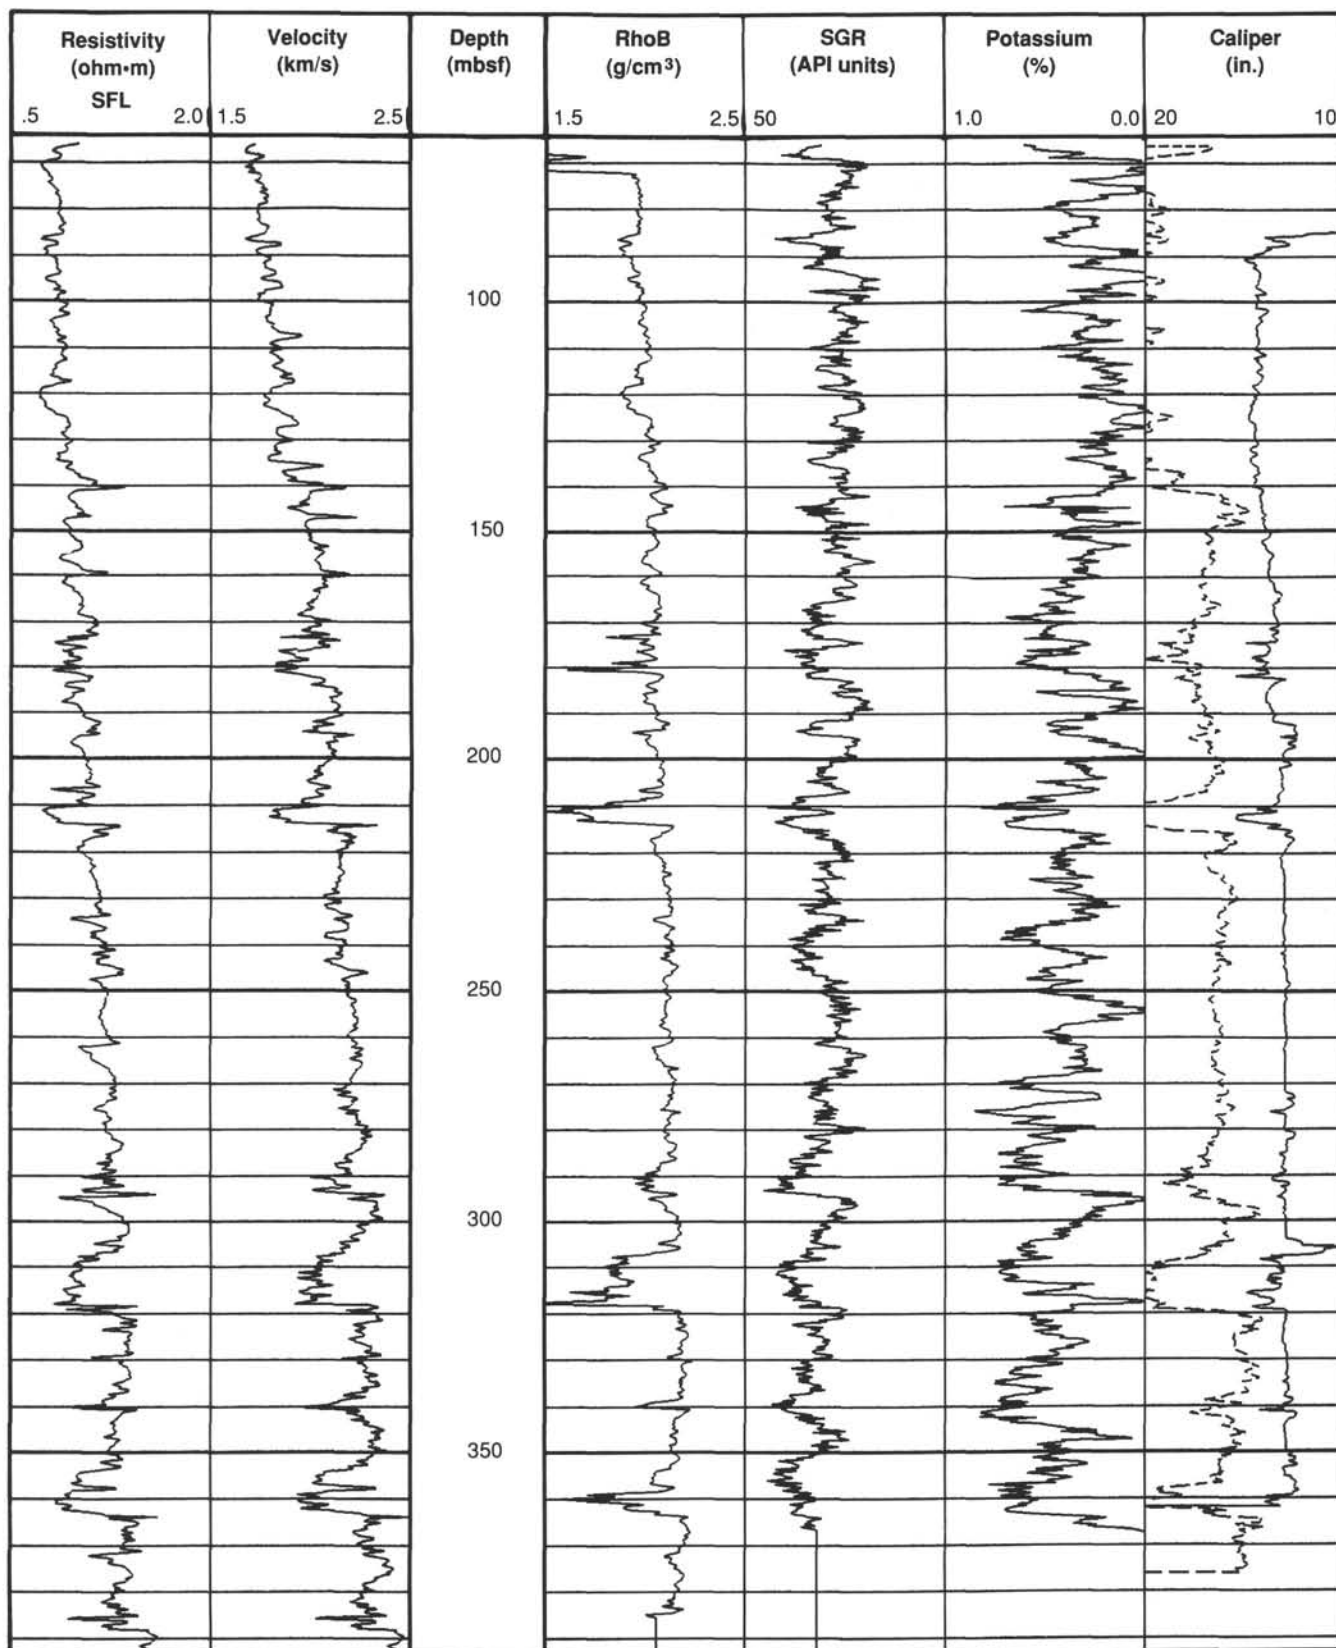 Resistivity
(ohm•m)
SFL
.5 2.0
Velocity
(km/s)
1.5 2.5
Depth
(mbsf)
RhoB
(g/cm³)
1.5 2.5
SGR
(API units)
50
Potassium
(%)
1.0 0.0
Caliper
(in.)
20 10
100
150
200
250
300
350